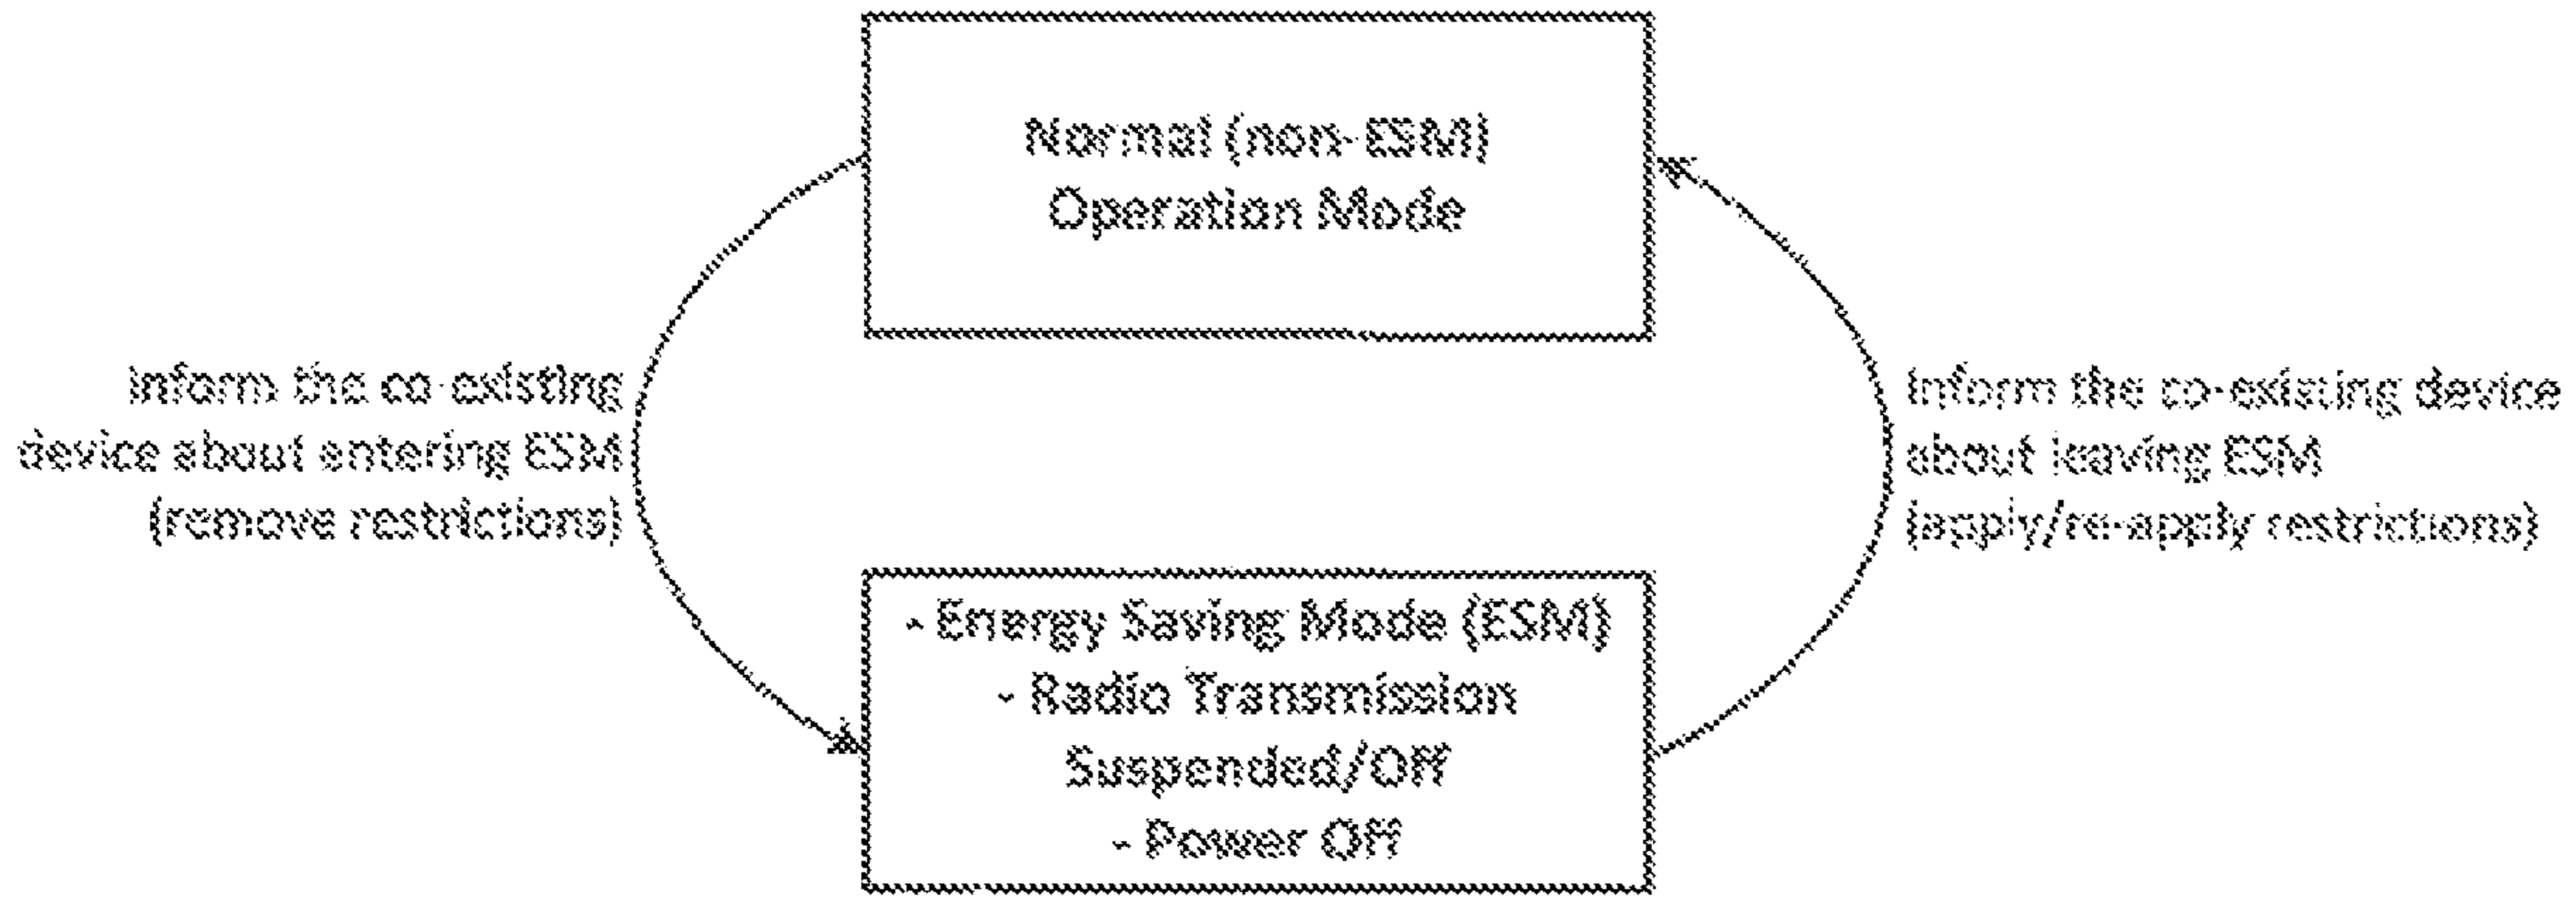 Normal (non-ESM)
Operation Mode
Inform the co-existing
device about entering ESM
(remove restrictions)
Inform the co-existing device
about leaving ESM
(apply/re-apply restrictions)
- Energy Saving Mode (ESM)
- Radio Transmission
Suspended/Off
- Power Off